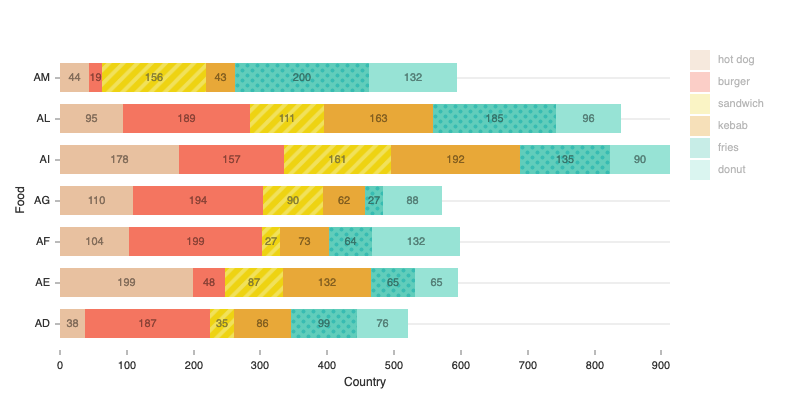 AM 44 19 156 43 200 132
AL 95 189 111 163 185 96
AI 178 157 161 192 135 90
AG 110 194 90 62 27 88
AF 104 199 27 73 64 132
AE 199 48 87 132 65 65
AD 38 187 35 86 99 76
0 100 200 300 400 500 600 700 800 900
Country
Food
hot dog
burger
sandwich
kebab
fries
donut